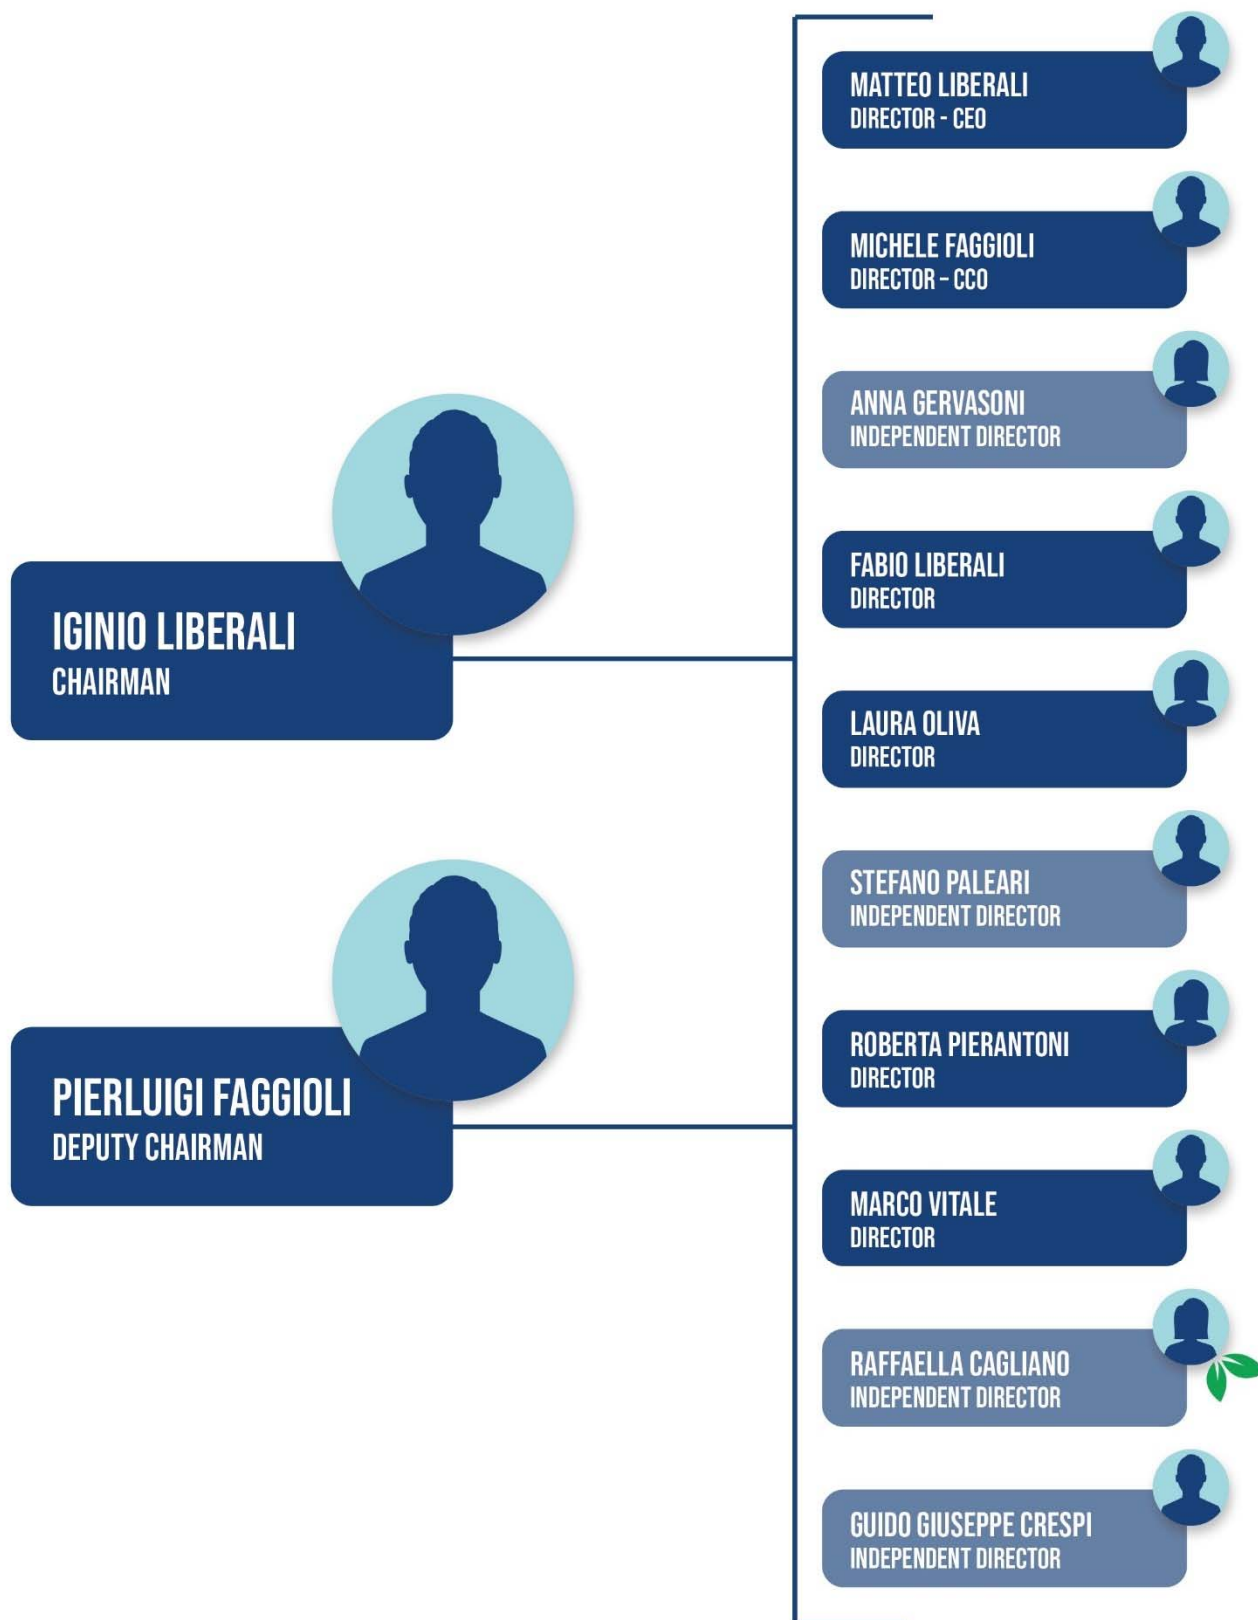 MATTEO LIBERALI
DIRECTOR - CEO
MICHELE FAGGIOLI
DIRECTOR – CCO
ANNA GERVASONI
INDEPENDENT DIRECTOR
FABIO LIBERALI
DIRECTOR
IGINIO LIBERALI
CHAIRMAN
LAURA OLIVA
DIRECTOR
STEFANO PALEARI
INDEPENDENT DIRECTOR
ROBERTA PIERANTONI
DIRECTOR
PIERLUIGI FAGGIOLI
DEPUTY CHAIRMAN
MARCO VITALE
DIRECTOR
RAFFAELLA CAGLIANO
INDEPENDENT DIRECTOR
GUIDO GIUSEPPE CRESPI
INDEPENDENT DIRECTOR